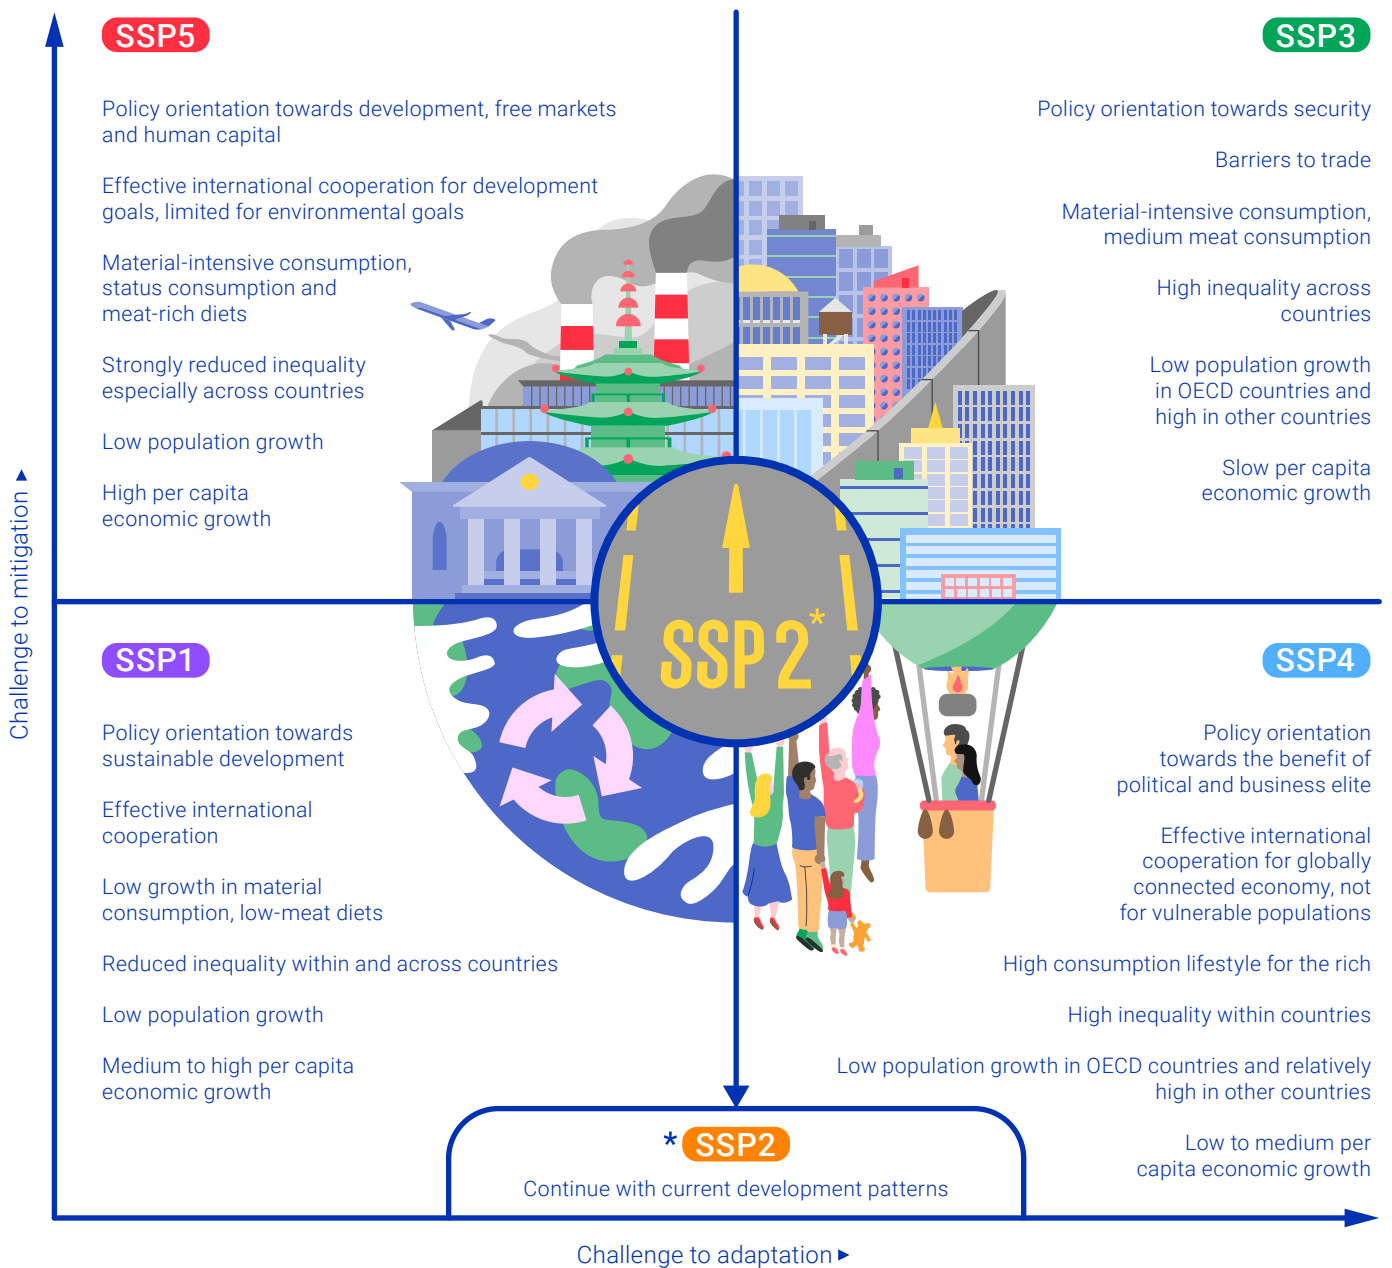 SSP5
Policy orientation towards development, free markets
and human capital
Effective international cooperation for development
goals, limited for environmental goals
Material-intensive consumption,
status consumption and
meat-rich diets
Strongly reduced inequality
especially across countries
Low population growth
High per capita
economic growth
SSP3
Policy orientation towards security
Barriers to trade
Material-intensive consumption,
medium meat consumption
High inequality across
countries
Low population growth
in OECD countries and
high in other countries
Slow per capita
economic growth
Challenge to mitigation ▸
SSP 2*
SSP1
Policy orientation towards
sustainable development
Effective international
cooperation
Low growth in material
consumption, low-meat diets
Reduced inequality within and across countries
Low population growth
Medium to high per capita
economic growth
SSP4
Policy orientation
towards the benefit of
political and business elite
Effective international
cooperation for globally
connected economy, not
for vulnerable populations
High consumption lifestyle for the rich
High inequality within countries
Low population growth in OECD countries and relatively
high in other countries
Low to medium per
capita economic growth
* SSP2
Continue with current development patterns
Challenge to adaptation ▸